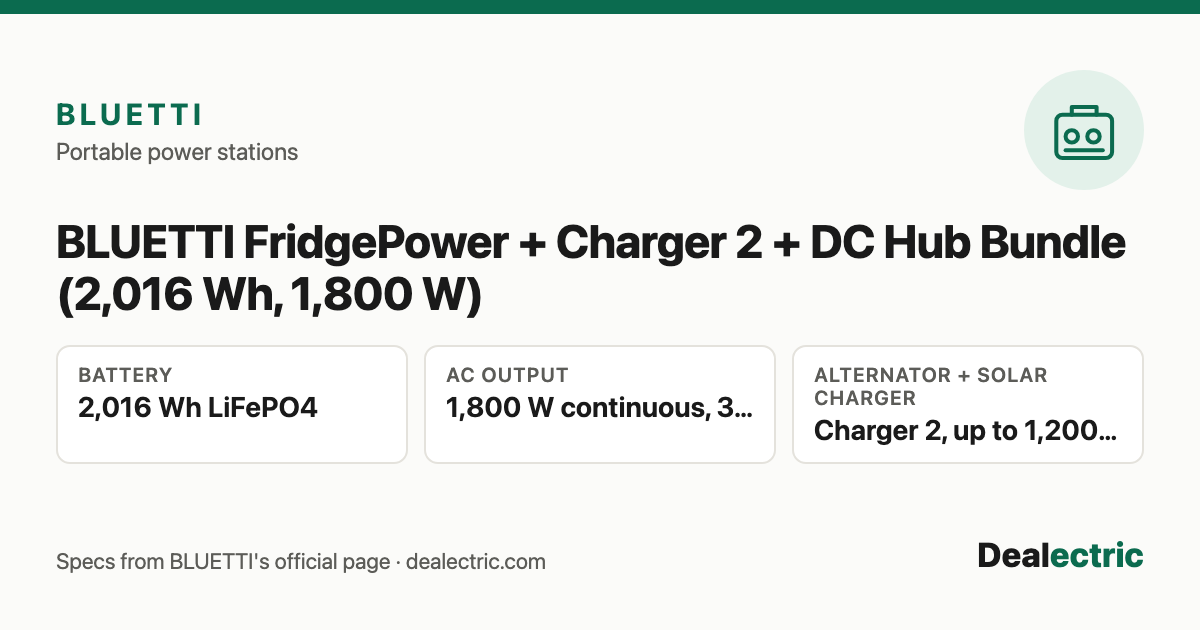 BLUETTI
Portable power stations
BLUETTI FridgePower + Charger 2 + DC Hub Bundle
(2,016 Wh, 1,800 W)
BATTERY
2,016 Wh LiFePO4
AC OUTPUT
1,800 W continuous, 3...
ALTERNATOR + SOLAR
CHARGER
Charger 2, up to 1,200...
Specs from BLUETTI's official page · dealectric.com
Dealectric